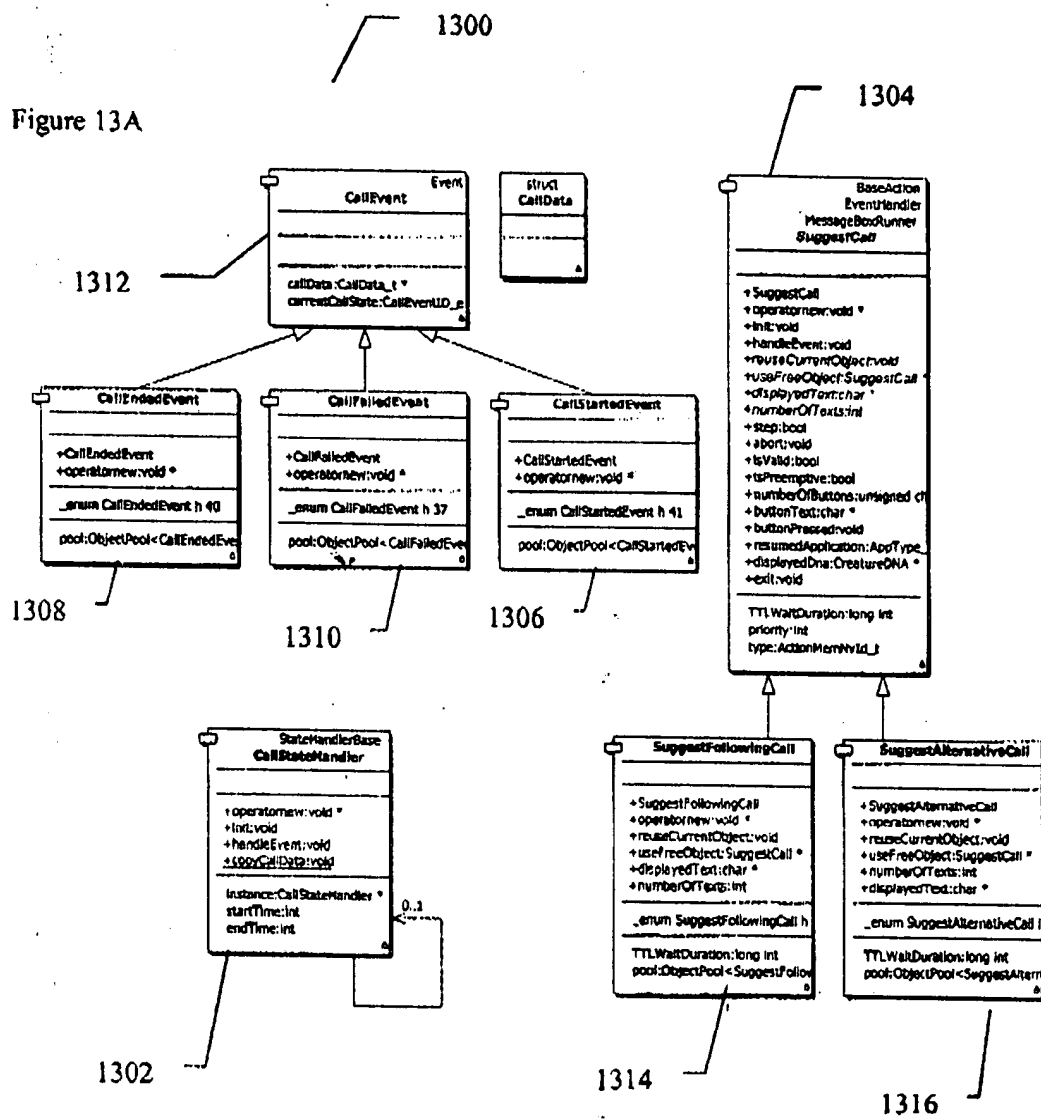 1300
1304
Figure 13A
Event
CallEvent
callData:CallData_t *
currentCallState:CallEventID_e
1312
struct
CallData
BaseAction
EventHandler
MessageBoxRunner
SuggestCall
+SuggestCall
+operatornew:void *
+init:void
+handleEvent:void
+reuseCurrentObject:void
+useFreeObject:SuggestCall *
+displayedText:char *
+numberOfTexts:int
+step:bool
+abort:void
+isValid:bool
+isPreemptive:bool
+numberOfButtons:unsigned ch
+buttonText:char *
+buttonPressed:void
+resumedApplication:AppType_
+displayedDna:CreatureDNA *
+exit:void
TTLWaitDuration:long int
priority:int
type:ActionMemNvId_t
CallEndedEvent
+CallEndedEvent
+operatornew:void *
_enum CallEndedEvent h 40
pool:ObjectPool<CallEndedEve
1308
CallFailedEvent
+CallFailedEvent
+operatornew:void *
_enum CallFailedEvent h 37
pool:ObjectPool<CallFailedEve
1310
CallStartedEvent
+CallStartedEvent
+operatornew:void *
_enum CallStartedEvent h 41
pool:ObjectPool<CallStartedEv
1306
StateHandlerBase
CallStateHandler
+operatornew:void *
+init:void
+handleEvent:void
+copyCallData:void
instance:CallStateHandler *
startTime:int
endTime:int
0..1
1302
SuggestFollowingCall
+SuggestFollowingCall
+operatornew:void *
+reuseCurrentObject:void
+useFreeObject:SuggestCall *
+displayedText:char *
+numberOfTexts:int
_enum SuggestFollowingCall h
TTLWaitDuration:long int
pool:ObjectPool<SuggestFollow
1314
SuggestAlternativeCall
+SuggestAlternativeCall
+operatornew:void *
+reuseCurrentObject:void
+useFreeObject:SuggestCall *
+numberOfTexts:int
+displayedText:char *
_enum SuggestAlternativeCall
TTLWaitDuration:long int
pool:ObjectPool<SuggestAltern
1316